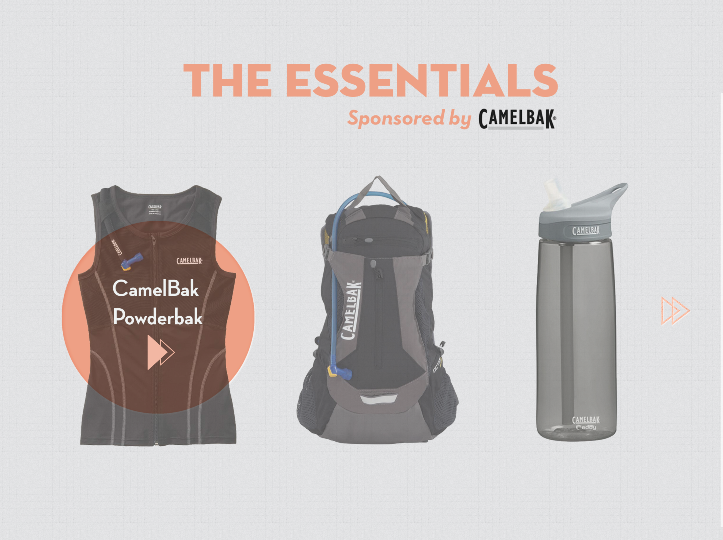 THE ESSENTIALS
Sponsored by CAMELBAK
CAMELBAK
CamelBak
Powderbak
CAMELBAK
CAMELBAK
CAMELBAK